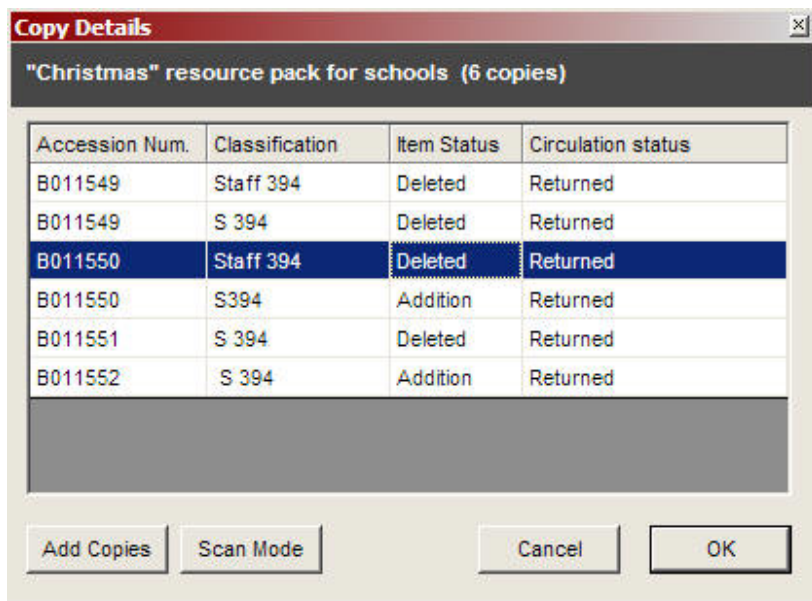 Copy Details
"Christmas" resource pack for schools (6 copies)
Accession Num. Classification Item Status Circulation status
B011549 Staff 394 Deleted Returned
B011549 S 394 Deleted Returned
B011550 Staff 394 Deleted Returned
B011550 S394 Addition Returned
B011551 S 394 Deleted Returned
B011552 S 394 Addition Returned
Add Copies Scan Mode Cancel OK